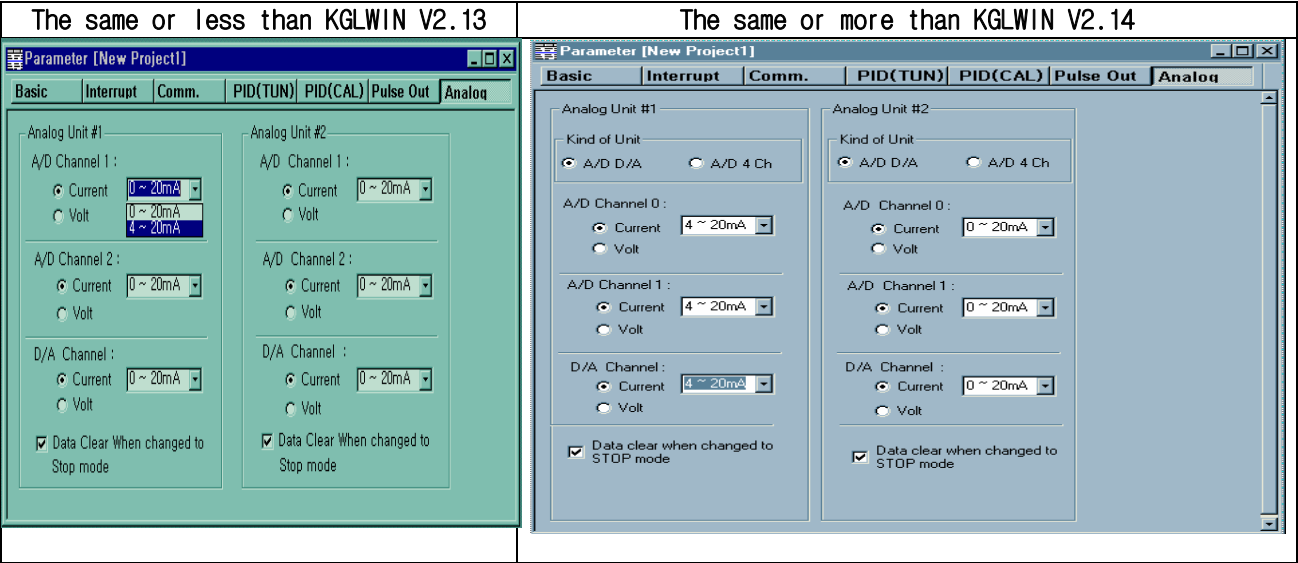 The same or less than KGLWIN V2.13
Parameter [New Project1]
Basic Interrupt Comm. PID(TUN) PID(CAL) Pulse Out Analog
Analog Unit #1
A/D Channel 1 :
Current 0 ~ 20mA
Volt
0 ~ 20mA
4 ~ 20mA
A/D Channel 2 :
Current 0 ~ 20mA
Volt
D/A Channel :
Current 0 ~ 20mA
Volt
Data Clear When changed to
Stop mode
Analog Unit #2
A/D Channel 1 :
Current 0 ~ 20mA
Volt
A/D Channel 2 :
Current 0 ~ 20mA
Volt
D/A Channel :
Current 0 ~ 20mA
Volt
Data Clear When changed to
Stop mode
The same or more than KGLWIN V2.14
Parameter [New Project1]
Basic Interrupt Comm. PID(TUN) PID(CAL) Pulse Out Analog
Analog Unit #1
Kind of Unit
A/D D/A A/D 4 Ch
A/D Channel 0 :
Current 4 ~ 20mA
Volt
A/D Channel 1 :
Current 4 ~ 20mA
Volt
D/A Channel :
Current 4 ~ 20mA
Volt
Data clear when changed to
STOP mode
Analog Unit #2
Kind of Unit
A/D D/A A/D 4 Ch
A/D Channel 0 :
Current 0 ~ 20mA
Volt
A/D Channel 1 :
Current 0 ~ 20mA
Volt
D/A Channel :
Current 0 ~ 20mA
Volt
Data clear when changed to
STOP mode